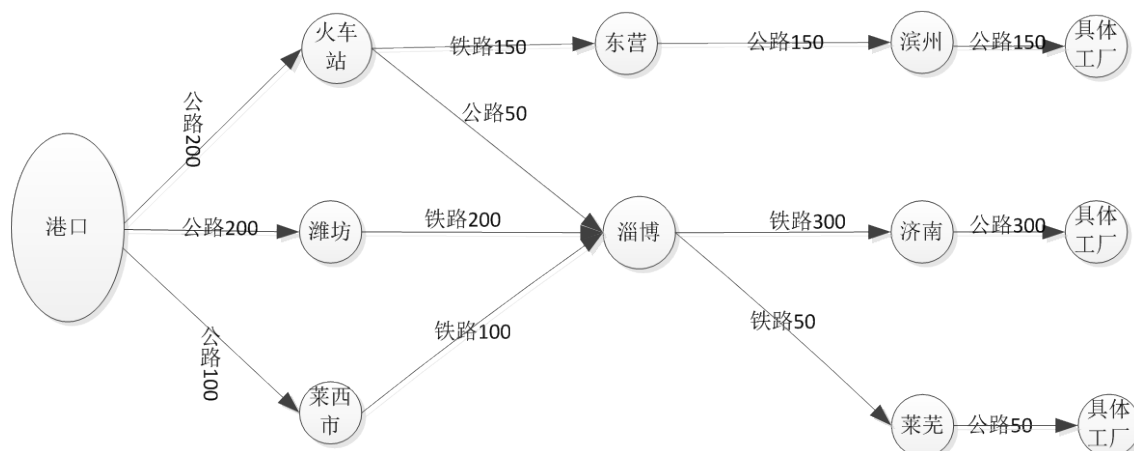 火车
站
铁路150
东营
公路150
滨州
公路150
具体
工厂
公路200
公路50
港口
公路200
潍坊
铁路200
淄博
铁路300
济南
公路300
具体
工厂
公路100
铁路100
铁路50
莱西
市
莱芜
公路50
具体
工厂